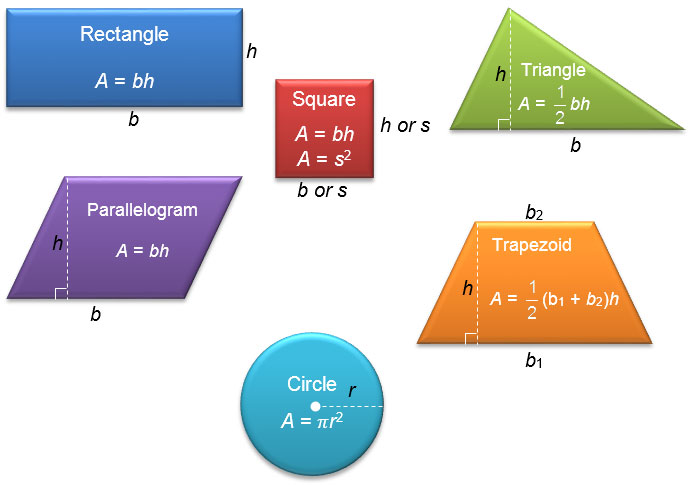 Rectangle
A = bh
h
b
Square
A = bh
A = s²
h or s
b or s
h
Triangle
A = 1/2 bh
b
Parallelogram
h
A = bh
b
b₂
Trapezoid
h
A = 1/2 (b₁ + b₂)h
b₁
Circle
r
A = πr²